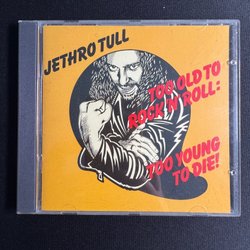 JETHRO TULL
TOO OLD TO
ROCK 'N' ROLL:
TOO YOUNG
TO DIE!